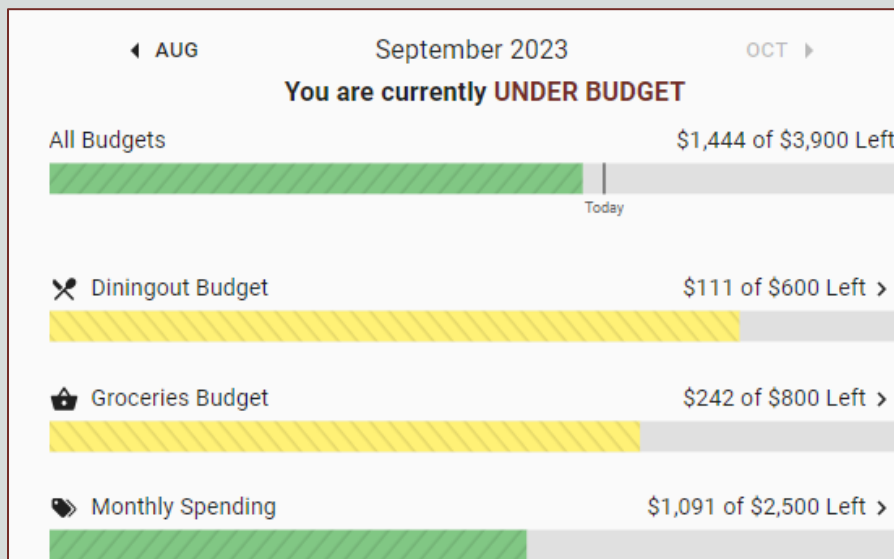 AUG September 2023 OCT
You are currently UNDER BUDGET
All Budgets $1,444 of $3,900 Left
Today
Diningout Budget $111 of $600 Left
Groceries Budget $242 of $800 Left
Monthly Spending $1,091 of $2,500 Left